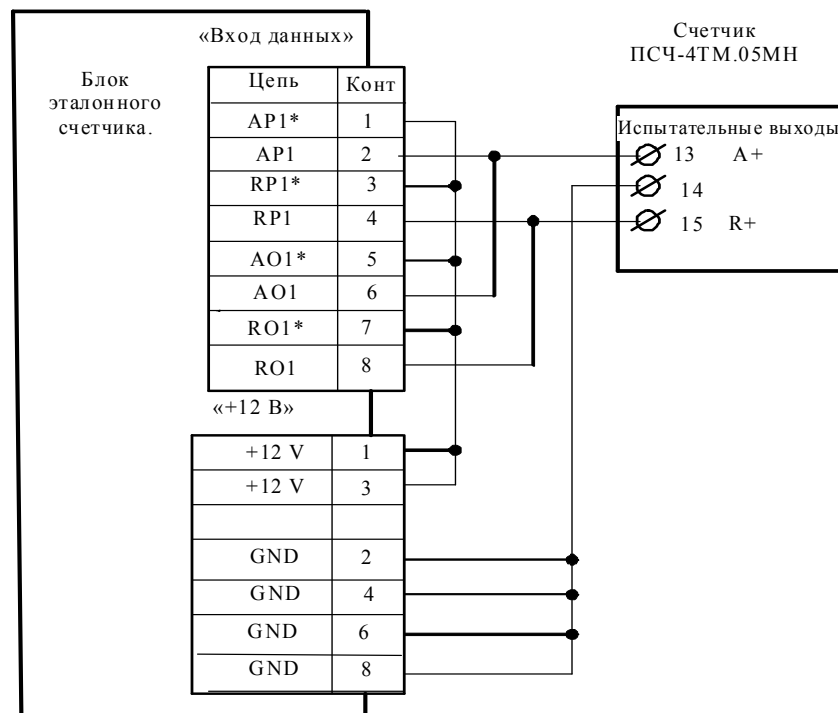 «Вход данных»
Блок
эталонного
счетчика.
Цепь Конт
AP1* 1
AP1 2
RP1* 3
RP1 4
AO1* 5
AO1 6
RO1* 7
RO1 8
«+12 В»
+12 V 1
+12 V 3
GND 2
GND 4
GND 6
GND 8
Счетчик
ПСЧ-4ТМ.05МН
Испытательные выходы
13 A+
14
15 R+